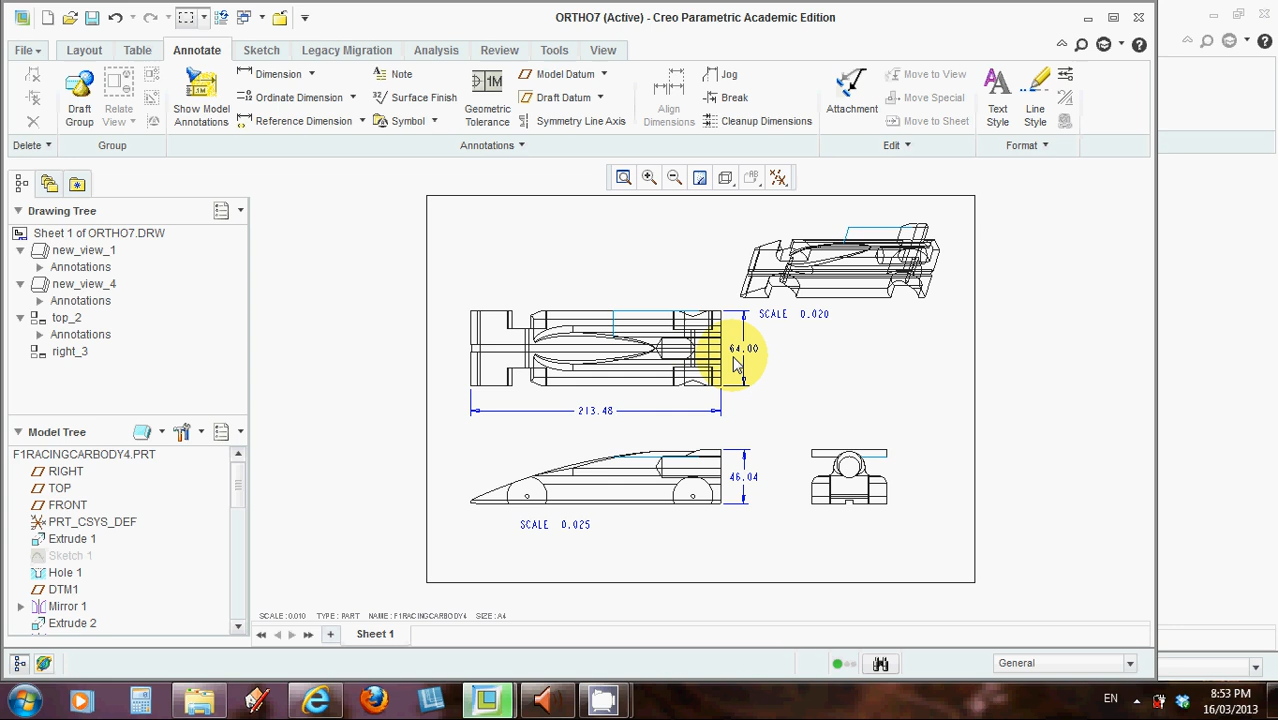 ORTHO7 (Active) - Creo Parametric Academic Edition
File Layout Table Annotate Sketch Legacy Migration Analysis Review Tools View
Draft Group
Relate View
Show Model Annotations
Dimension
Ordinate Dimension
Reference Dimension
Note
Surface Finish
Symbol
Geometric Tolerance
Model Datum
Draft Datum
Symmetry Line Axis
Align Dimensions
Jog
Break
Cleanup Dimensions
Attachment
Move to View
Move Special
Move to Sheet
Text Style
Line Style
Delete Group Annotations Edit Format
Drawing Tree
Sheet 1 of ORTHO7.DRW
new_view_1
Annotations
new_view_4
Annotations
top_2
Annotations
right_3
Model Tree
F1RACINGCARBODY4.PRT
RIGHT
TOP
FRONT
PRT_CSYS_DEF
Extrude 1
Sketch 1
Hole 1
DTM1
Mirror 1
Extrude 2
SCALE 0.020
64.00
213.48
46.04
SCALE 0.025
SCALE : 0.010 TYPE : PART NAME : F1RACINGCARBODY4 SIZE : A4
Sheet 1
General
EN
8:53 PM
16/03/2013